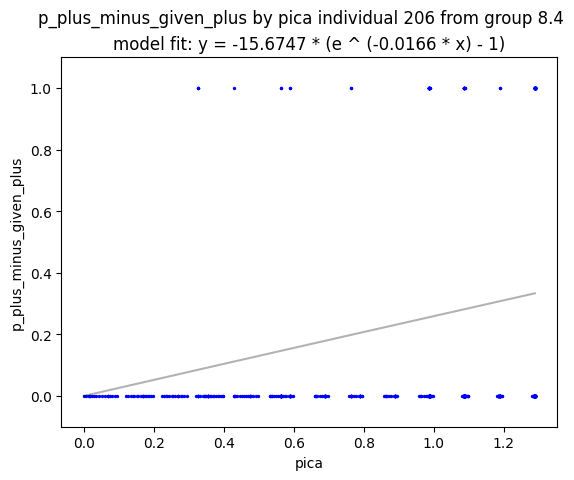 p_plus_minus_given_plus by pica individual 206 from group 8.4
model fit: y = -15.6747 * (e ^ (-0.0166 * x) - 1)
1.0
0.8
0.6
0.4
0.2
0.0
p_plus_minus_given_plus
0.0 0.2 0.4 0.6 0.8 1.0 1.2
pica